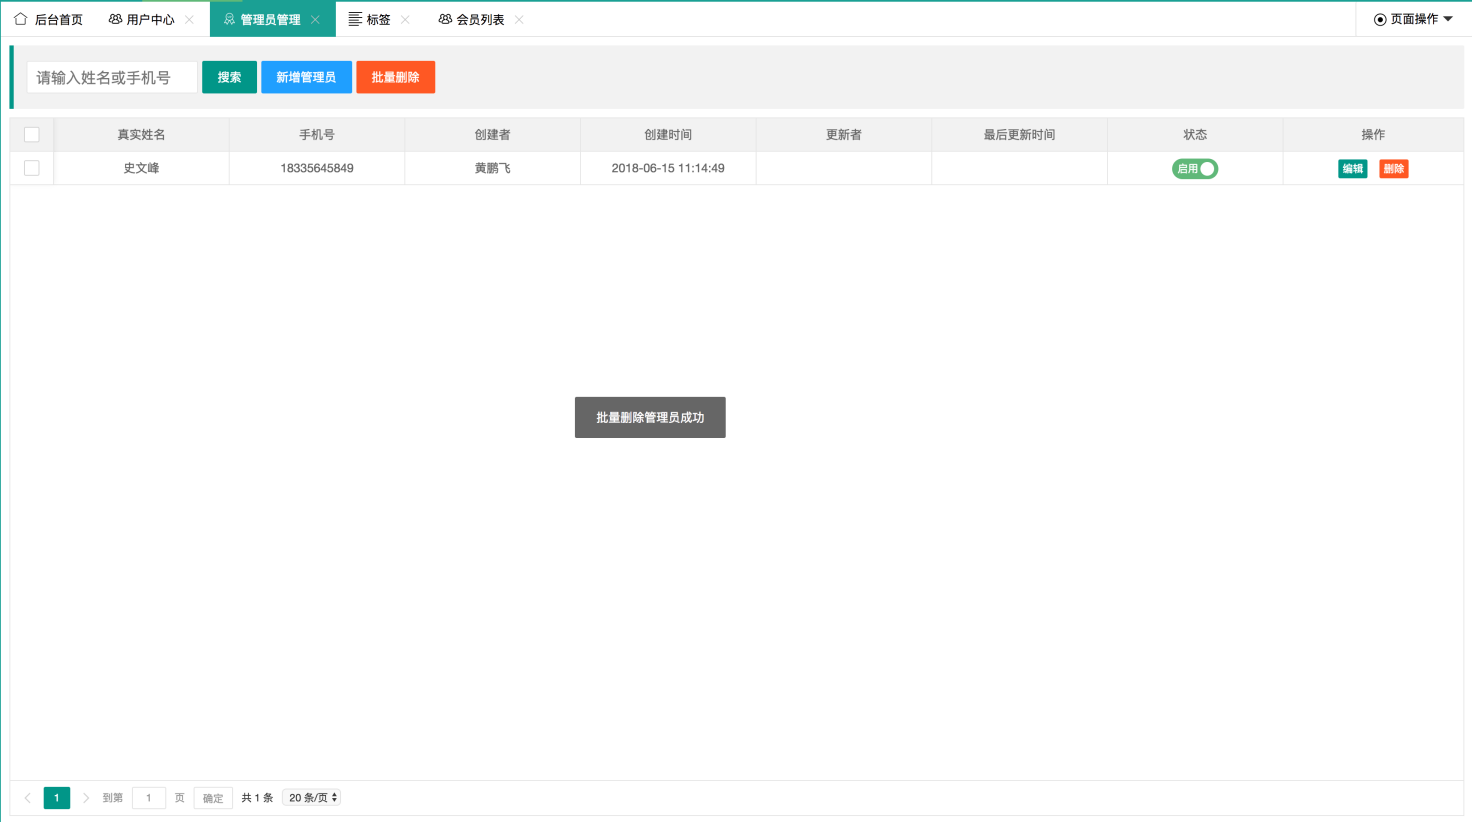 后台首页 用户中心 管理员管理 标签 会员列表 页面操作
请输入姓名或手机号 搜索 新增管理员 批量删除
真实姓名 手机号 创建者 创建时间 更新者 最后更新时间 状态 操作
史文峰 18335645849 黄鹏飞 2018-06-15 11:14:49 启用 编辑 删除
批量删除管理员成功
1 到第 1 页 确定 共 1 条 20 条/页